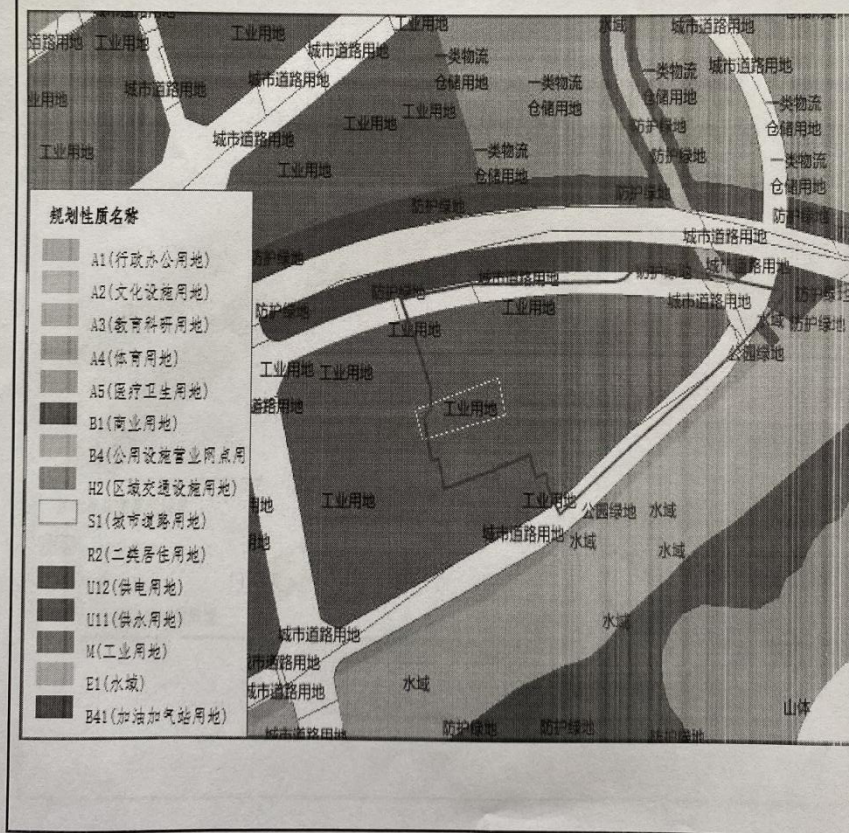 城市道路用地
工业用地
水域
城市道路用地
道路用地
工业用地
工业用地
城市道路用地
一类物流
仓储用地
城市道路用地
城市道路用地
城市道路用地
一类物流
仓储用地
一类物流
仓储用地
业用地
工业用地
工业用地
防护绿地
一类物流
仓储用地
城市道路用地
工业用地
工业用地
一类物流
仓储用地
防护绿地
一类物流
仓储用地
防护绿地
防护绿地
防护绿地
城市道路用地
防护绿地
城市道路用地
防护绿地
城市道路用地
防护绿地
防护绿地
城市道路用地
防护绿地
工业用地
工业用地
水域
防护绿地
公园绿地
工业用地
工业用地
道路用地
工业用地
工业用地
工业用地
公园绿地
水域
用地
城市道路用地
水域
水域
用地
水域
城市道路用地
市道路用地
城市道路用地
水域
山体
城市道路用地
防护绿地
防护绿地
防护绿地
规划性质名称
A1(行政办公用地)
A2(文化设施用地)
A3(教育科研用地)
A4(体育用地)
A5(医疗卫生用地)
B1(商业用地)
B4(公用设施营业网点用
H2(区域交通设施用地)
S1(城市道路用地)
R2(二类居住用地)
U12(供电用地)
U11(供水用地)
M(工业用地)
E1(水域)
B41(加油加气站用地)